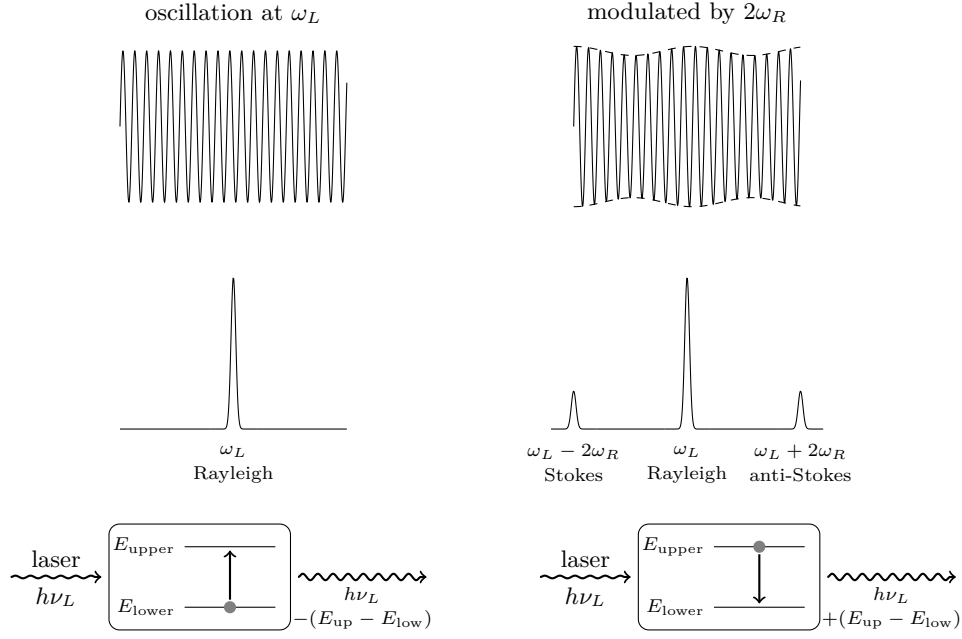 oscillation at ω_L
modulated by 2ω_R
ω_L
Rayleigh
ω_L − 2ω_R
Stokes
ω_L
Rayleigh
ω_L + 2ω_R
anti-Stokes
laser
hν_L
E_upper
E_lower
hν_L
−(E_up − E_low)
laser
hν_L
E_upper
E_lower
hν_L
+(E_up − E_low)